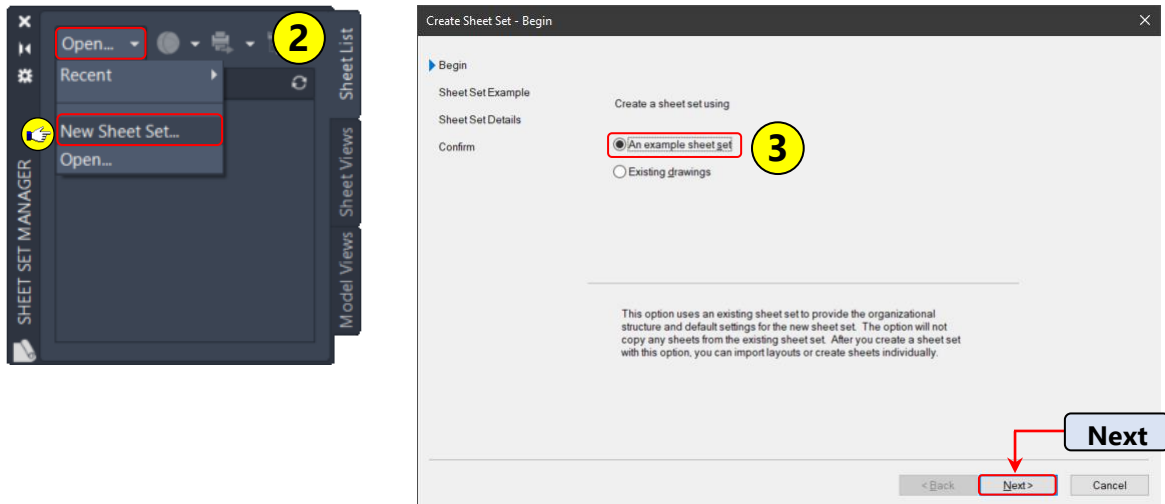 Open...
2
Recent
New Sheet Set...
Open...
SHEET SET MANAGER
Sheet List
Sheet Views
Model Views
Create Sheet Set - Begin
Begin
Sheet Set Example
Sheet Set Details
Confirm
Create a sheet set using
An example sheet set
3
Existing drawings
This option uses an existing sheet set to provide the organizational
structure and default settings for the new sheet set. The option will not
copy any sheets from the existing sheet set. After you create a sheet set
with this option, you can import layouts or create sheets individually.
Next
< Back
Next >
Cancel